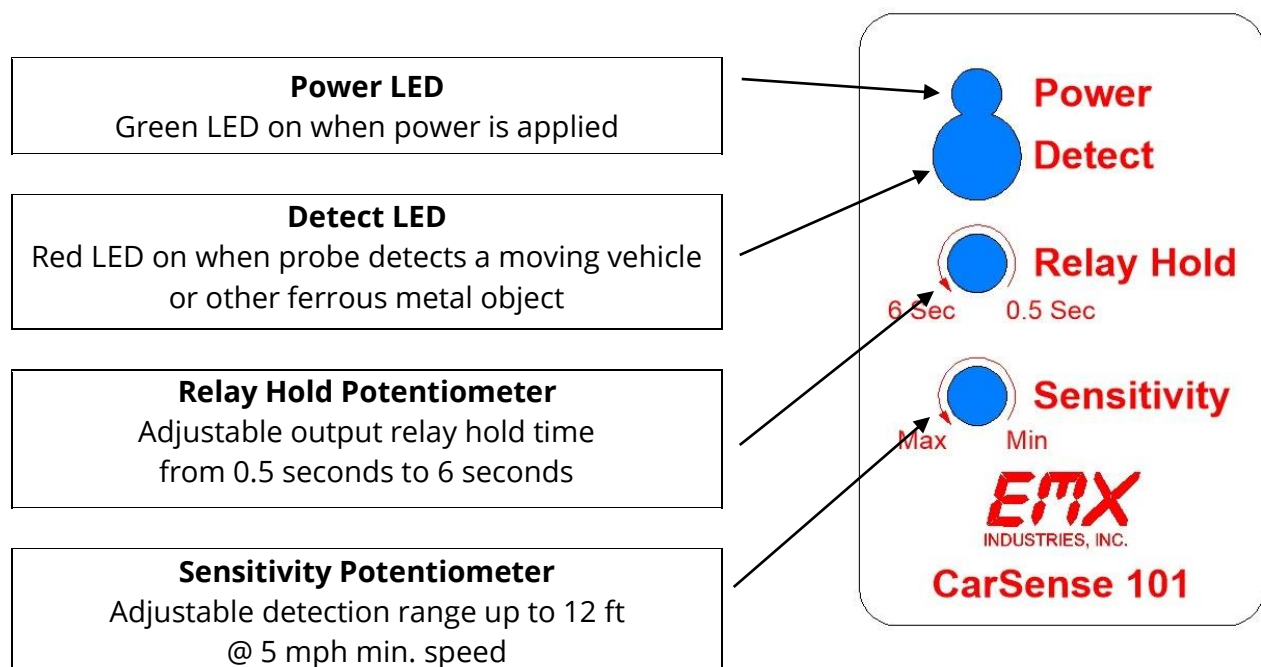 Power LED
Green LED on when power is applied
Detect LED
Red LED on when probe detects a moving vehicle
or other ferrous metal object
Relay Hold Potentiometer
Adjustable output relay hold time
from 0.5 seconds to 6 seconds
Sensitivity Potentiometer
Adjustable detection range up to 12 ft
@ 5 mph min. speed
Power
Detect
Relay Hold
6 Sec 0.5 Sec
Sensitivity
Max Min
EMX
INDUSTRIES, INC.
CarSense 101